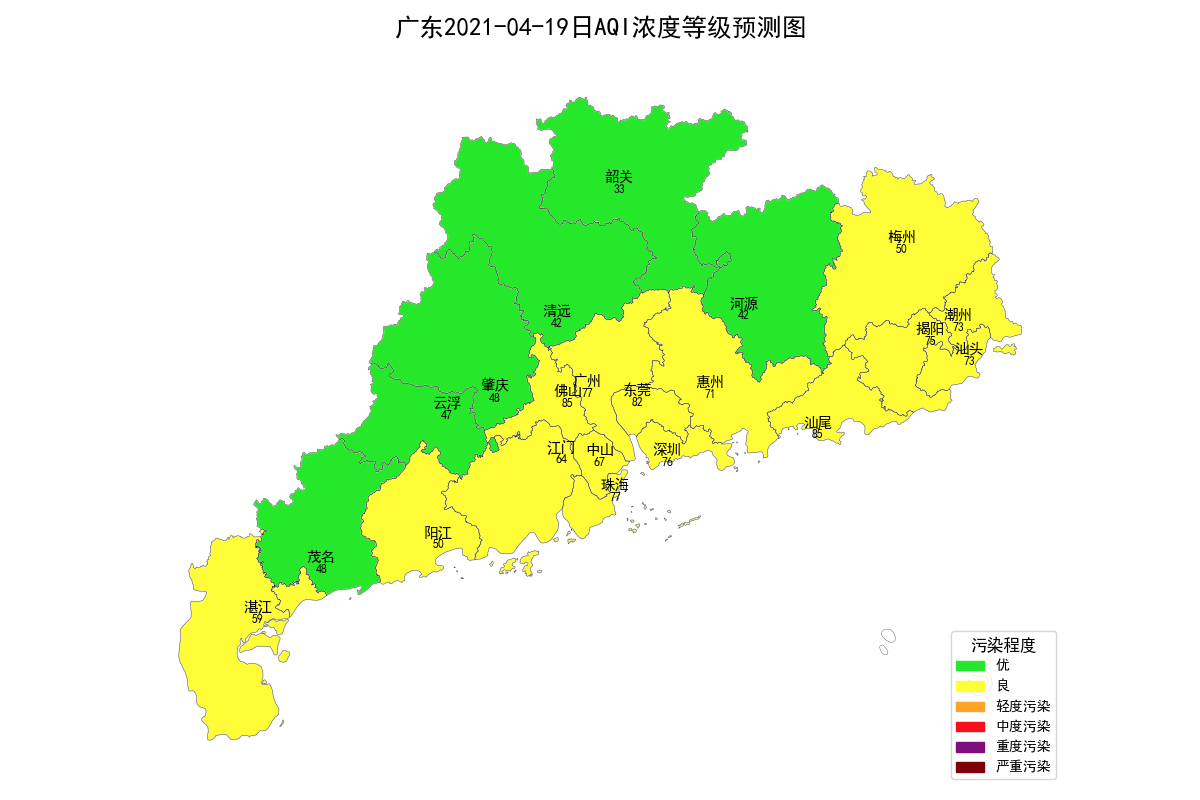 广东2021-04-19日AQI浓度等级预测图
韶关
33
梅州
50
河源
42
清远
42
潮州
73
揭阳
75
汕头
73
肇庆
48
云浮
47
佛山
85
广州
77
东莞
82
惠州
71
汕尾
85
江门
64
中山
67
深圳
76
珠海
77
阳江
50
茂名
48
湛江
59
污染程度
优
良
轻度污染
中度污染
重度污染
严重污染